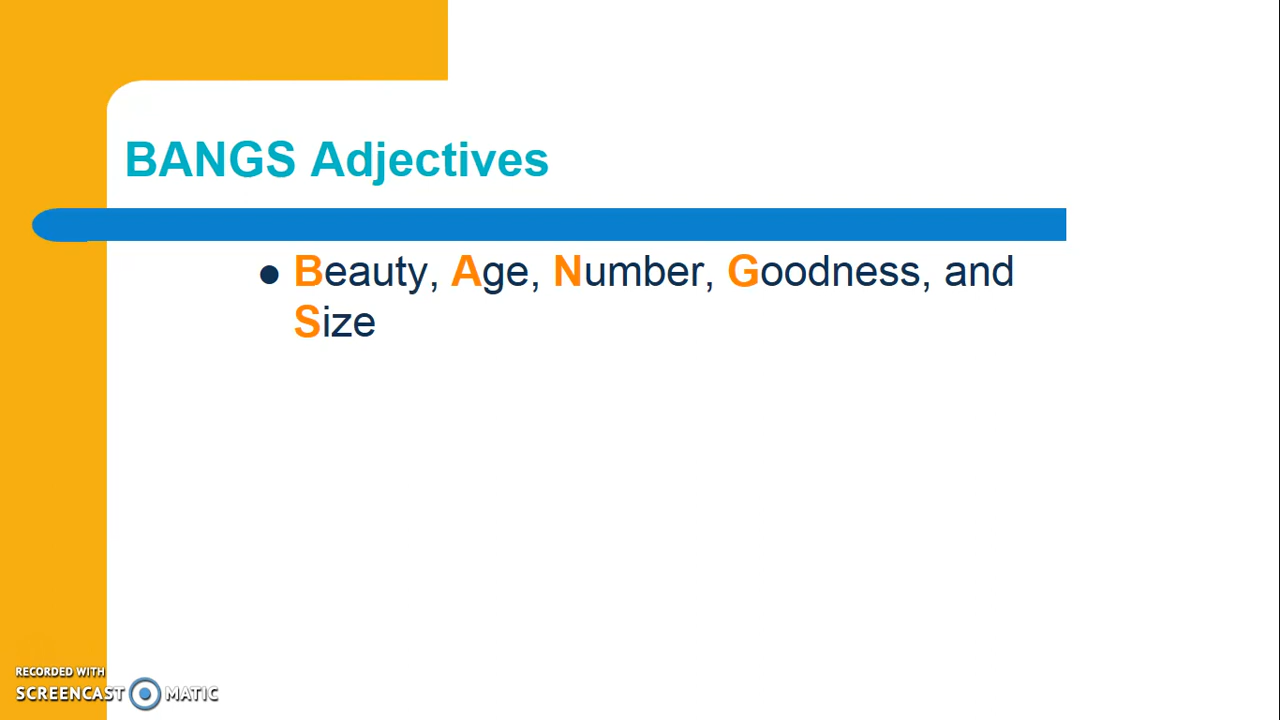 BANGS Adjectives
● Beauty, Age, Number, Goodness, and
Size
RECORDED WITH
SCREENCAST MATIC